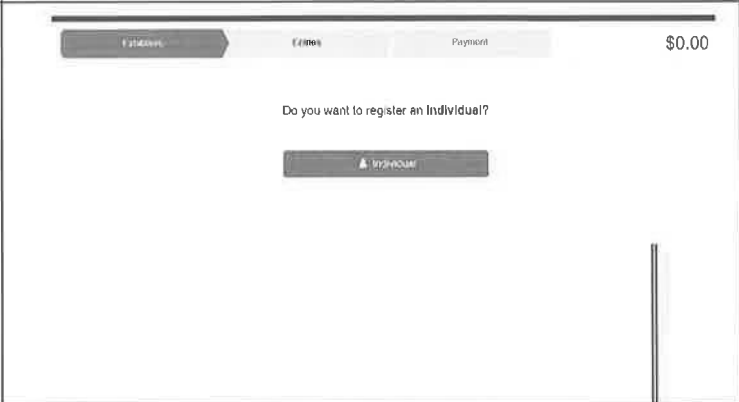 Entries
Payment
$0.00
Do you want to register an Individual?
Individual